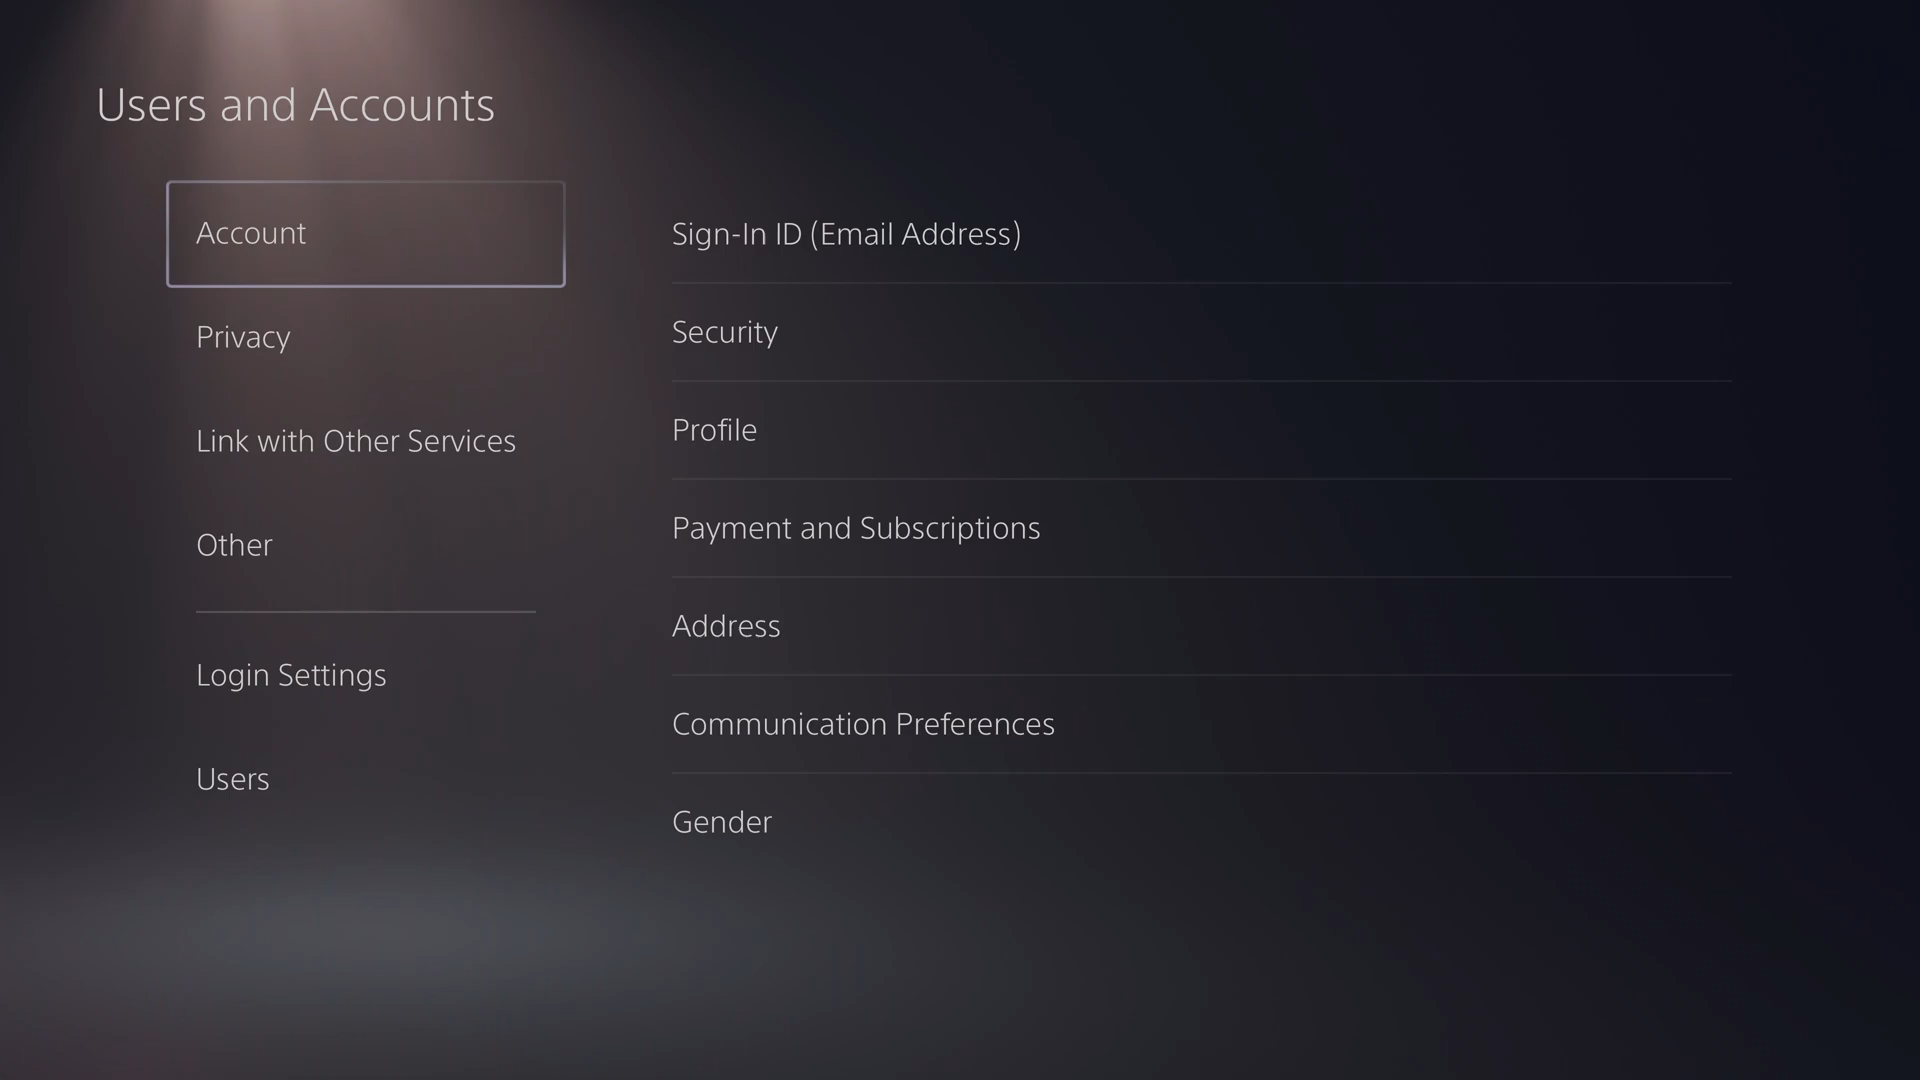 Users and Accounts
Account
Privacy
Link with Other Services
Other
Login Settings
Users
Sign-In ID (Email Address)
Security
Profile
Payment and Subscriptions
Address
Communication Preferences
Gender